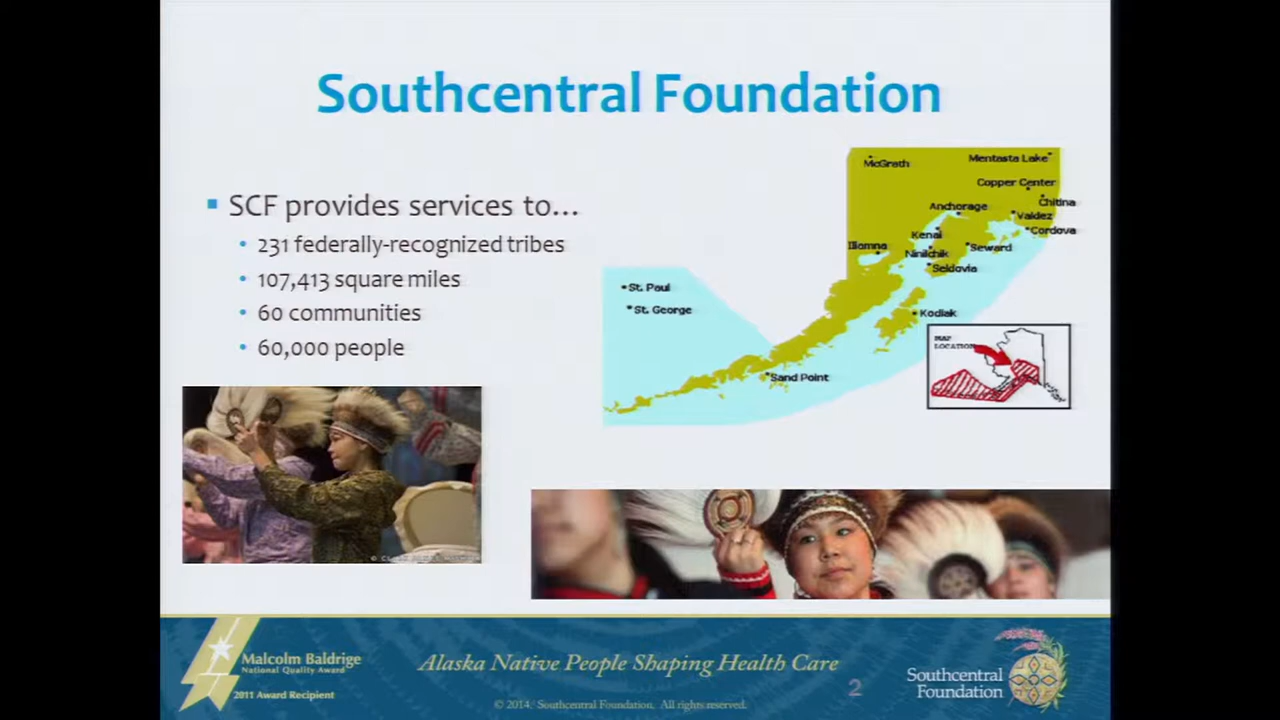 Southcentral Foundation
SCF provides services to…
231 federally-recognized tribes
107,413 square miles
60 communities
60,000 people
McGrath
Mentasta Lake
Copper Center
Chitina
Anchorage
Valdez
Cordova
Kenai
Iliamna
Ninilchik
Seward
Seldovia
St. Paul
St. George
Kodiak
Sand Point
MAP
LOCATION
Malcolm Baldrige
National Quality Award
2011 Award Recipient
Alaska Native People Shaping Health Care
2
© 2014. Southcentral Foundation. All rights reserved.
Southcentral
Foundation